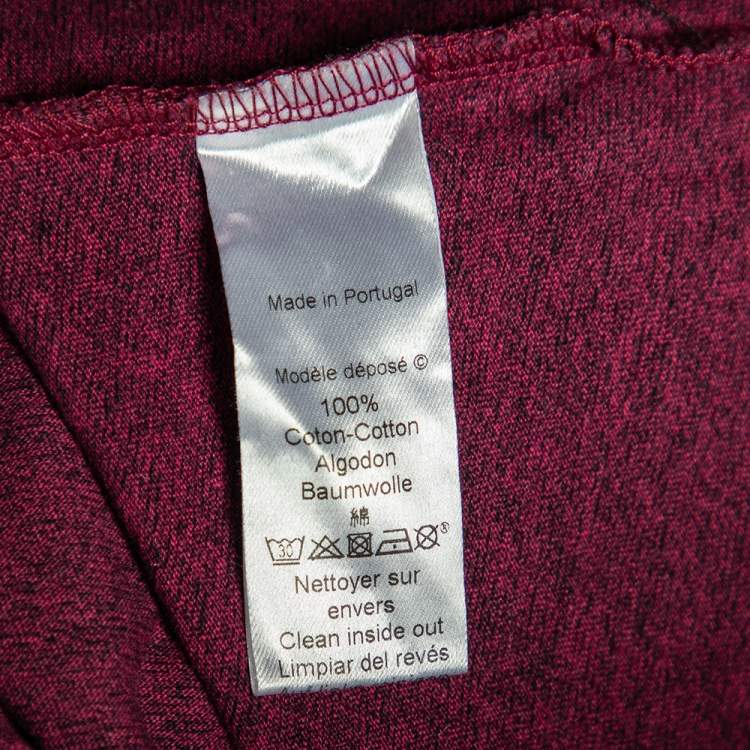 Made in Portugal
Modèle déposé ©
100%
Coton-Cotton
Algodon
Baumwolle
綿
30 ®
Nettoyer sur
envers
Clean inside out
Limpiar del revés